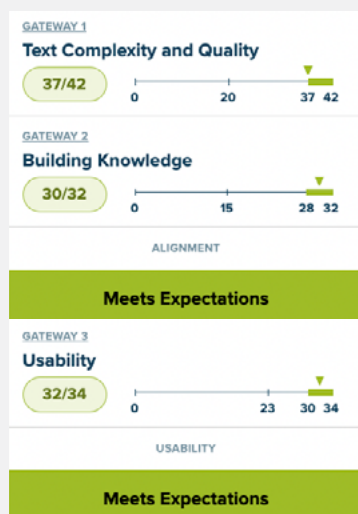 GATEWAY 1
Text Complexity and Quality
37/42
0 20 37 42
GATEWAY 2
Building Knowledge
30/32
0 15 28 32
ALIGNMENT
Meets Expectations
GATEWAY 3
Usability
32/34
0 23 30 34
USABILITY
Meets Expectations